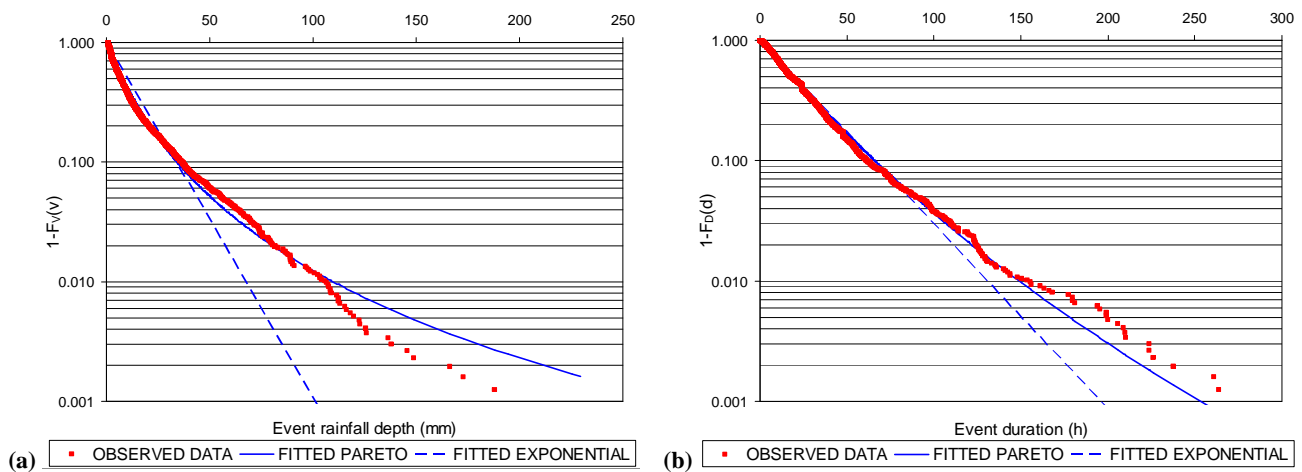 0 50 100 150 200 250
1.000
0.100
0.010
0.001
1-Fv(v)
Event rainfall depth (mm)
(a) OBSERVED DATA FITTED PARETO FITTED EXPONENTIAL
0 50 100 150 200 250 300
1.000
0.100
0.010
0.001
1-FD(d)
Event duration (h)
(b) OBSERVED DATA FITTED PARETO FITTED EXPONENTIAL